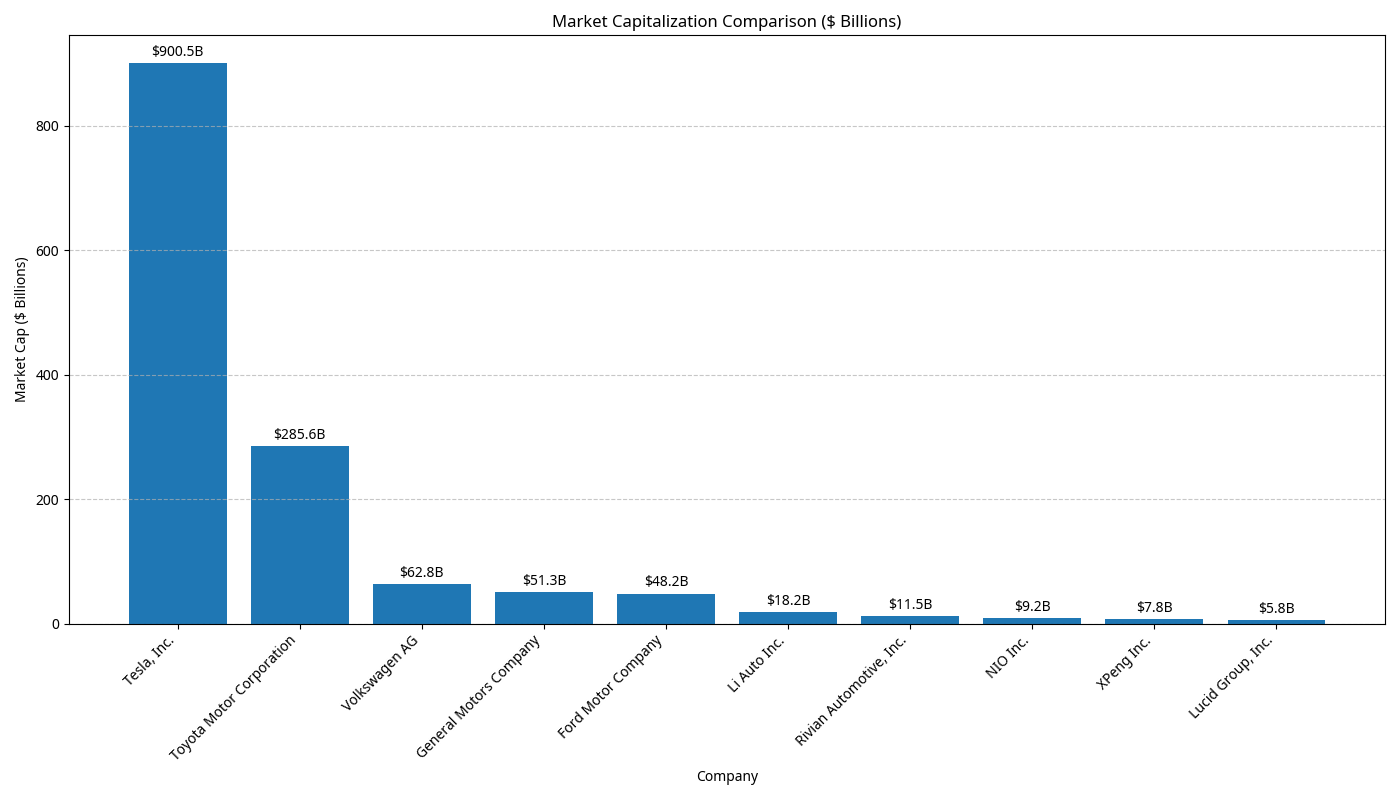 Market Capitalization Comparison ($ Billions)
Market Cap ($ Billions)
800
600
400
200
0
$900.5B
$285.6B
$62.8B
$51.3B
$48.2B
$18.2B
$11.5B
$9.2B
$7.8B
$5.8B
Tesla, Inc.
Toyota Motor Corporation
Volkswagen AG
General Motors Company
Ford Motor Company
Li Auto Inc.
Rivian Automotive, Inc.
NIO Inc.
XPeng Inc.
Lucid Group, Inc.
Company